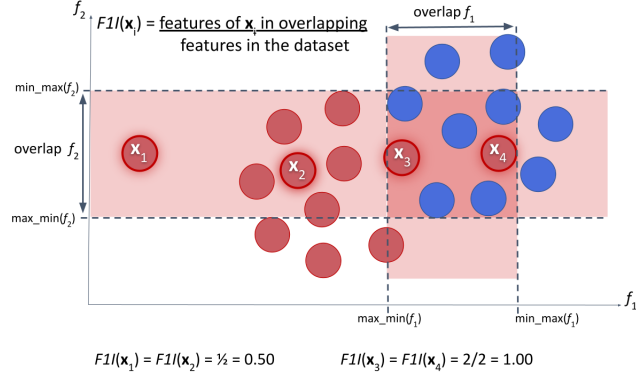 f2
F1I(xi) = features of xi in overlapping
features in the dataset
overlap f1
min_max(f2)
overlap f2
max_min(f2)
x1
x2
x3
x4
f1
max_min(f1)
min_max(f1)
F1I(x1) = F1I(x2) = ½ = 0.50
F1I(x3) = F1I(x4) = 2/2 = 1.00